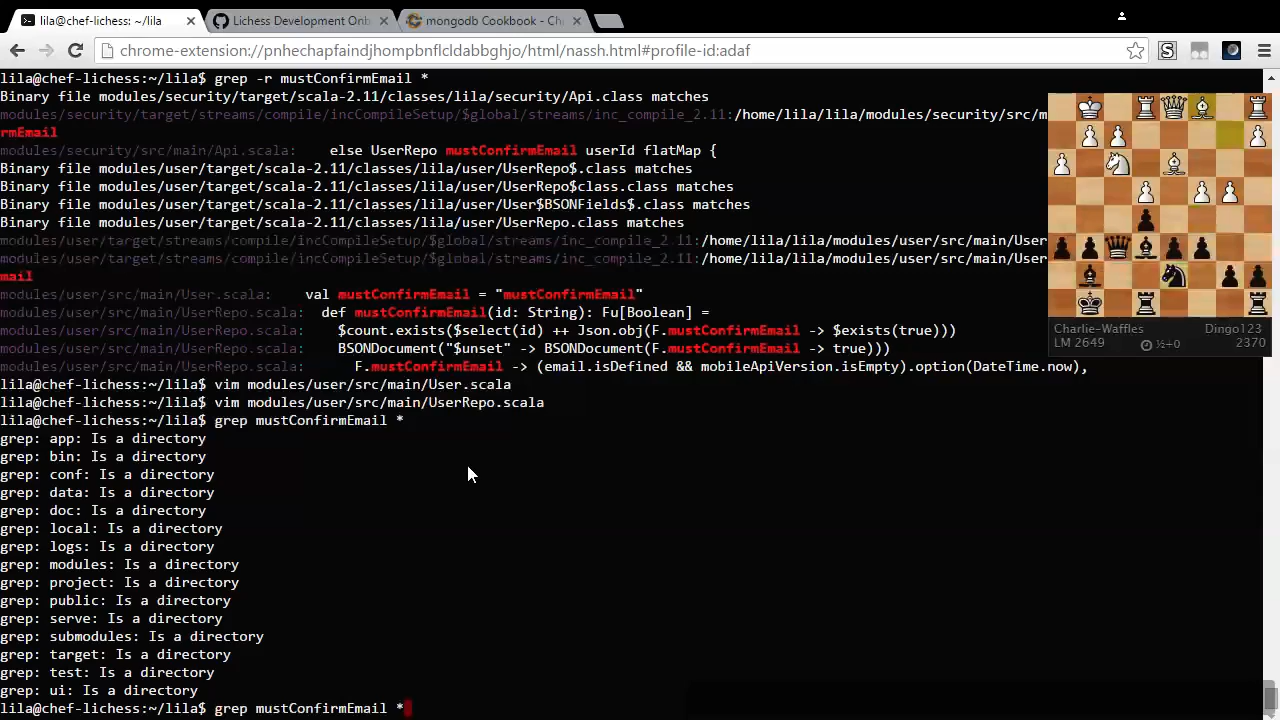 lila@chef-lichess: ~/lila
Lichess Development Onb
mongodb Cookbook - Ch
chrome-extension://pnhechapfaindjhompbnflcldabbghjo/html/nassh.html#profile-id:adaf
lila@chef-lichess:~/lila$ grep -r mustConfirmEmail *
Binary file modules/security/target/scala-2.11/classes/lila/security/Api.class matches
modules/security/target/streams/compile/incCompileSetup/$global/streams/inc_compile_2.11:/home/lila/lila/modules/security/src/m
rmEmail
modules/security/src/main/Api.scala:    else UserRepo mustConfirmEmail userId flatMap {
Binary file modules/user/target/scala-2.11/classes/lila/user/UserRepo$.class matches
Binary file modules/user/target/scala-2.11/classes/lila/user/UserRepo$class.class matches
Binary file modules/user/target/scala-2.11/classes/lila/user/User$BSONFields$.class matches
Binary file modules/user/target/scala-2.11/classes/lila/user/UserRepo.class matches
modules/user/target/streams/compile/incCompileSetup/$global/streams/inc_compile_2.11:/home/lila/lila/modules/user/src/main/User
modules/user/target/streams/compile/incCompileSetup/$global/streams/inc_compile_2.11:/home/lila/lila/modules/user/src/main/User
mail
modules/user/src/main/User.scala:    val mustConfirmEmail = "mustConfirmEmail"
modules/user/src/main/UserRepo.scala:  def mustConfirmEmail(id: String): Fu[Boolean] =
modules/user/src/main/UserRepo.scala:    $count.exists($select(id) ++ Json.obj(F.mustConfirmEmail -> $exists(true)))
modules/user/src/main/UserRepo.scala:    BSONDocument("$unset" -> BSONDocument(F.mustConfirmEmail -> true)))
modules/user/src/main/UserRepo.scala:      F.mustConfirmEmail -> (email.isDefined && mobileApiVersion.isEmpty).option(DateTime.now),
lila@chef-lichess:~/lila$ vim modules/user/src/main/User.scala
lila@chef-lichess:~/lila$ vim modules/user/src/main/UserRepo.scala
lila@chef-lichess:~/lila$ grep mustConfirmEmail *
grep: app: Is a directory
grep: bin: Is a directory
grep: conf: Is a directory
grep: data: Is a directory
grep: doc: Is a directory
grep: local: Is a directory
grep: logs: Is a directory
grep: modules: Is a directory
grep: project: Is a directory
grep: public: Is a directory
grep: serve: Is a directory
grep: submodules: Is a directory
grep: target: Is a directory
grep: test: Is a directory
grep: ui: Is a directory
lila@chef-lichess:~/lila$ grep mustConfirmEmail *
Charlie-Waffles Dingo123
LM 2649 ½+0 2370